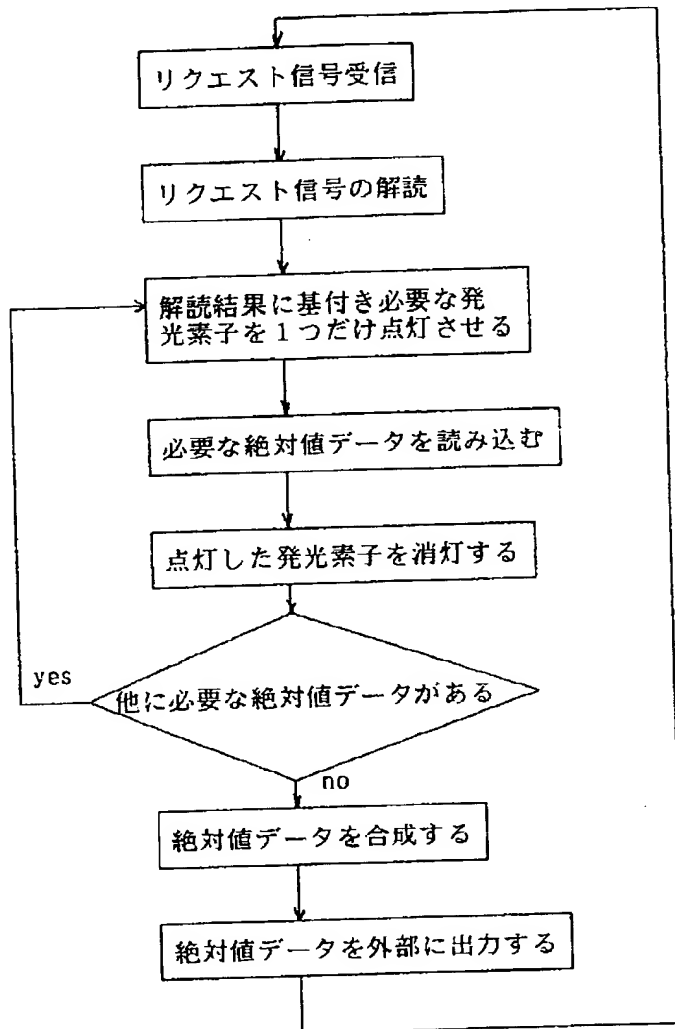 リクエスト信号受信
リクエスト信号の解読
解読結果に基付き必要な発
光素子を1つだけ点灯させる
必要な絶対値データを読み込む
点灯した発光素子を消灯する
yes
他に必要な絶対値データがある
no
絶対値データを合成する
絶対値データを外部に出力する